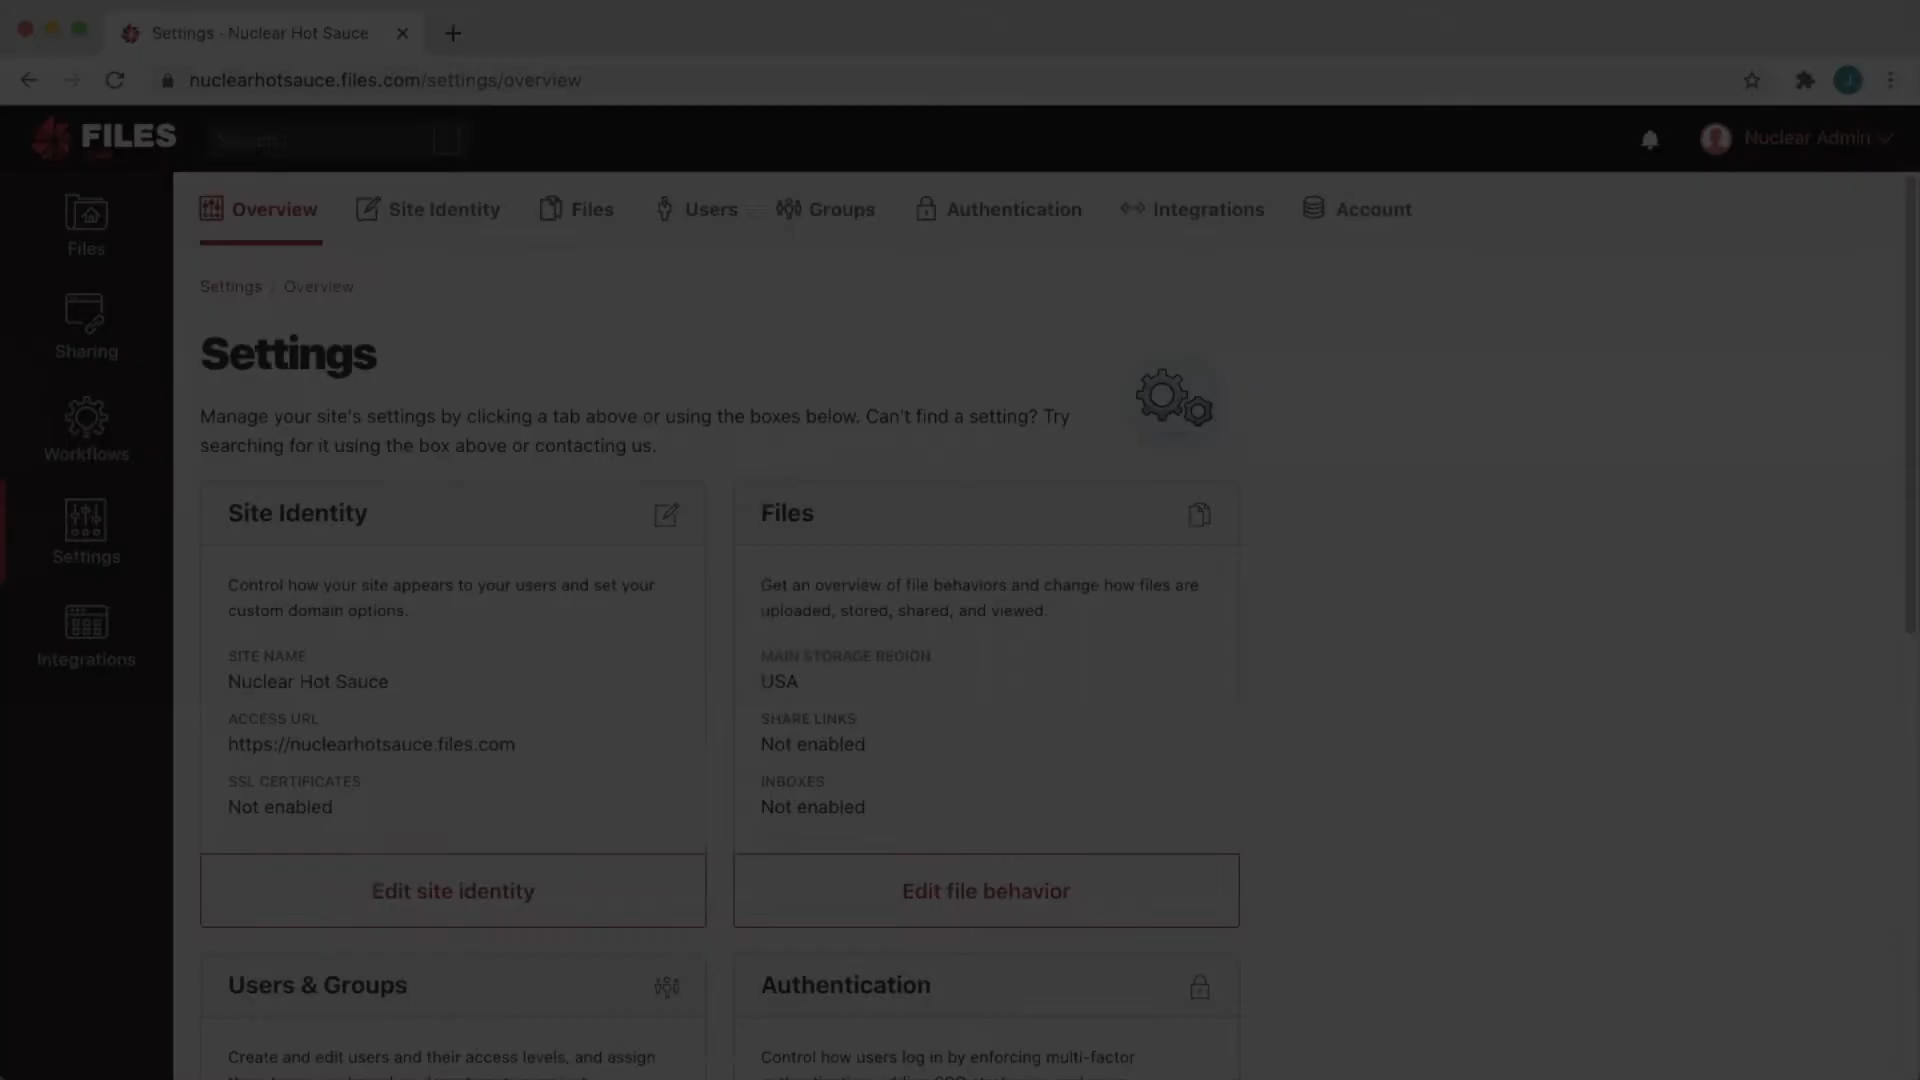 Settings - Nuclear Hot Sauce
nuclearhotsauce.files.com/settings/overview
FILES
Search...
Nuclear Admin
Files
Sharing
Workflows
Settings
Integrations
Overview
Site Identity
Files
Users
Groups
Authentication
Integrations
Account
Settings / Overview
Settings
Manage your site's settings by clicking a tab above or using the boxes below. Can't find a setting? Try
searching for it using the box above or contacting us.
Site Identity
Control how your site appears to your users and set your
custom domain options.
SITE NAME
Nuclear Hot Sauce
ACCESS URL
https://nuclearhotsauce.files.com
SSL CERTIFICATES
Not enabled
Edit site identity
Files
Get an overview of file behaviors and change how files are
uploaded, stored, shared, and viewed.
MAIN STORAGE REGION
USA
SHARE LINKS
Not enabled
INBOXES
Not enabled
Edit file behavior
Users & Groups
Create and edit users and their access levels, and assign
Authentication
Control how users log in by enforcing multi-factor